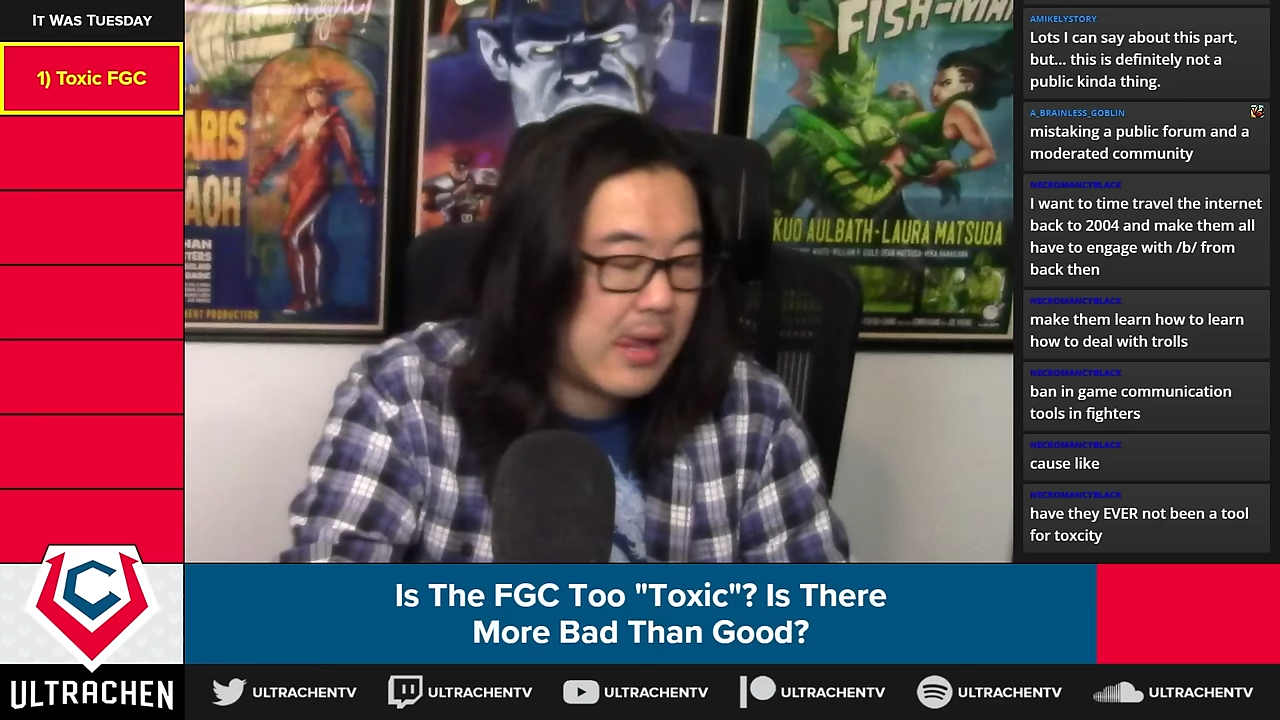 IT WAS TUESDAY
1) Toxic FGC
ARIS
AOH
FISH-MAN
KUO AULBATH · LAURA MATSUDA
AMIKELYSTORY
Lots I can say about this part,
but... this is definitely not a
public kinda thing.
A_BRAINLESS_GOBLIN
mistaking a public forum and a
moderated community
NECROMANCYBLACK
I want to time travel the internet
back to 2004 and make them all
have to engage with /b/ from
back then
NECROMANCYBLACK
make them learn how to learn
how to deal with trolls
NECROMANCYBLACK
ban in game communication
tools in fighters
NECROMANCYBLACK
cause like
NECROMANCYBLACK
have they EVER not been a tool
for toxcity
Is The FGC Too "Toxic"? Is There
More Bad Than Good?
ULTRACHEN
ULTRACHENTV
ULTRACHENTV
ULTRACHENTV
ULTRACHENTV
ULTRACHENTV
ULTRACHENTV